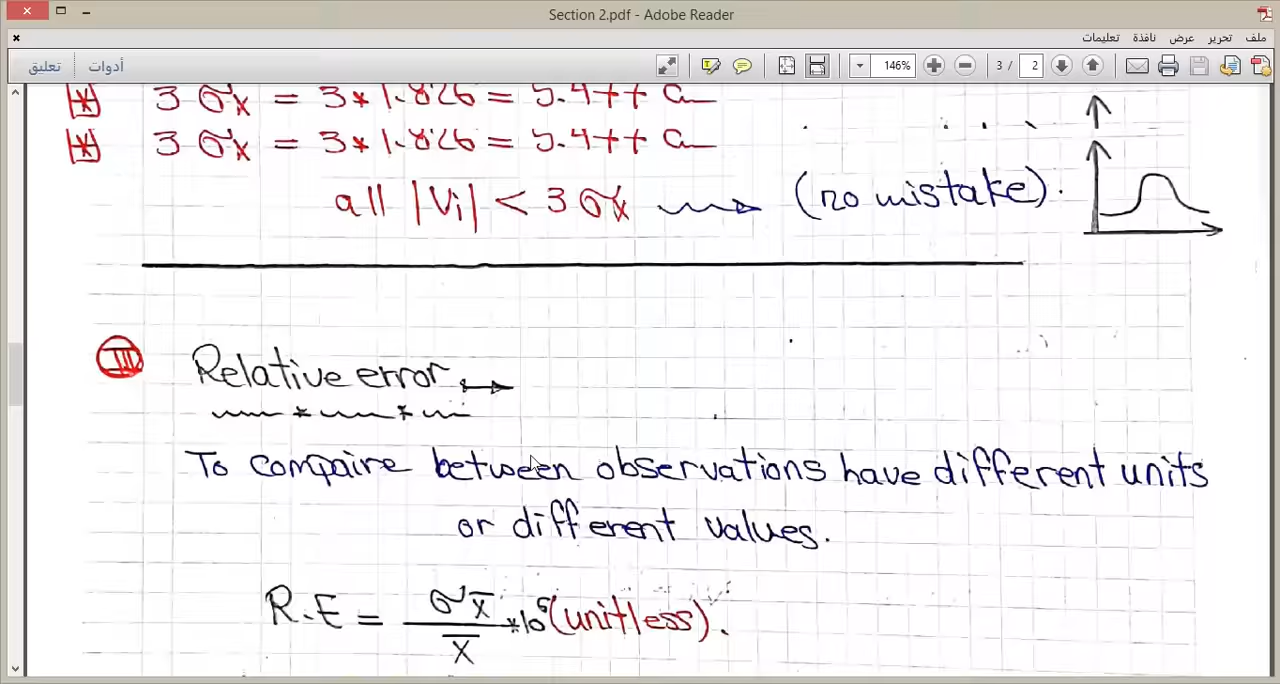 Section 2.pdf - Adobe Reader
ملف تحرير عرض نافذة تعليمات
أدوات تعليق
146% 3 / 2
3 σx = 3*1.826 = 5.477 cm
3 σx = 3*1.826 = 5.477 cm
all |Vi| < 3 σx (no mistake).
III Relative error
To compaire between observations have different units
or different values.
R.E = σx̄ / x̄ *10⁶ (unitless).